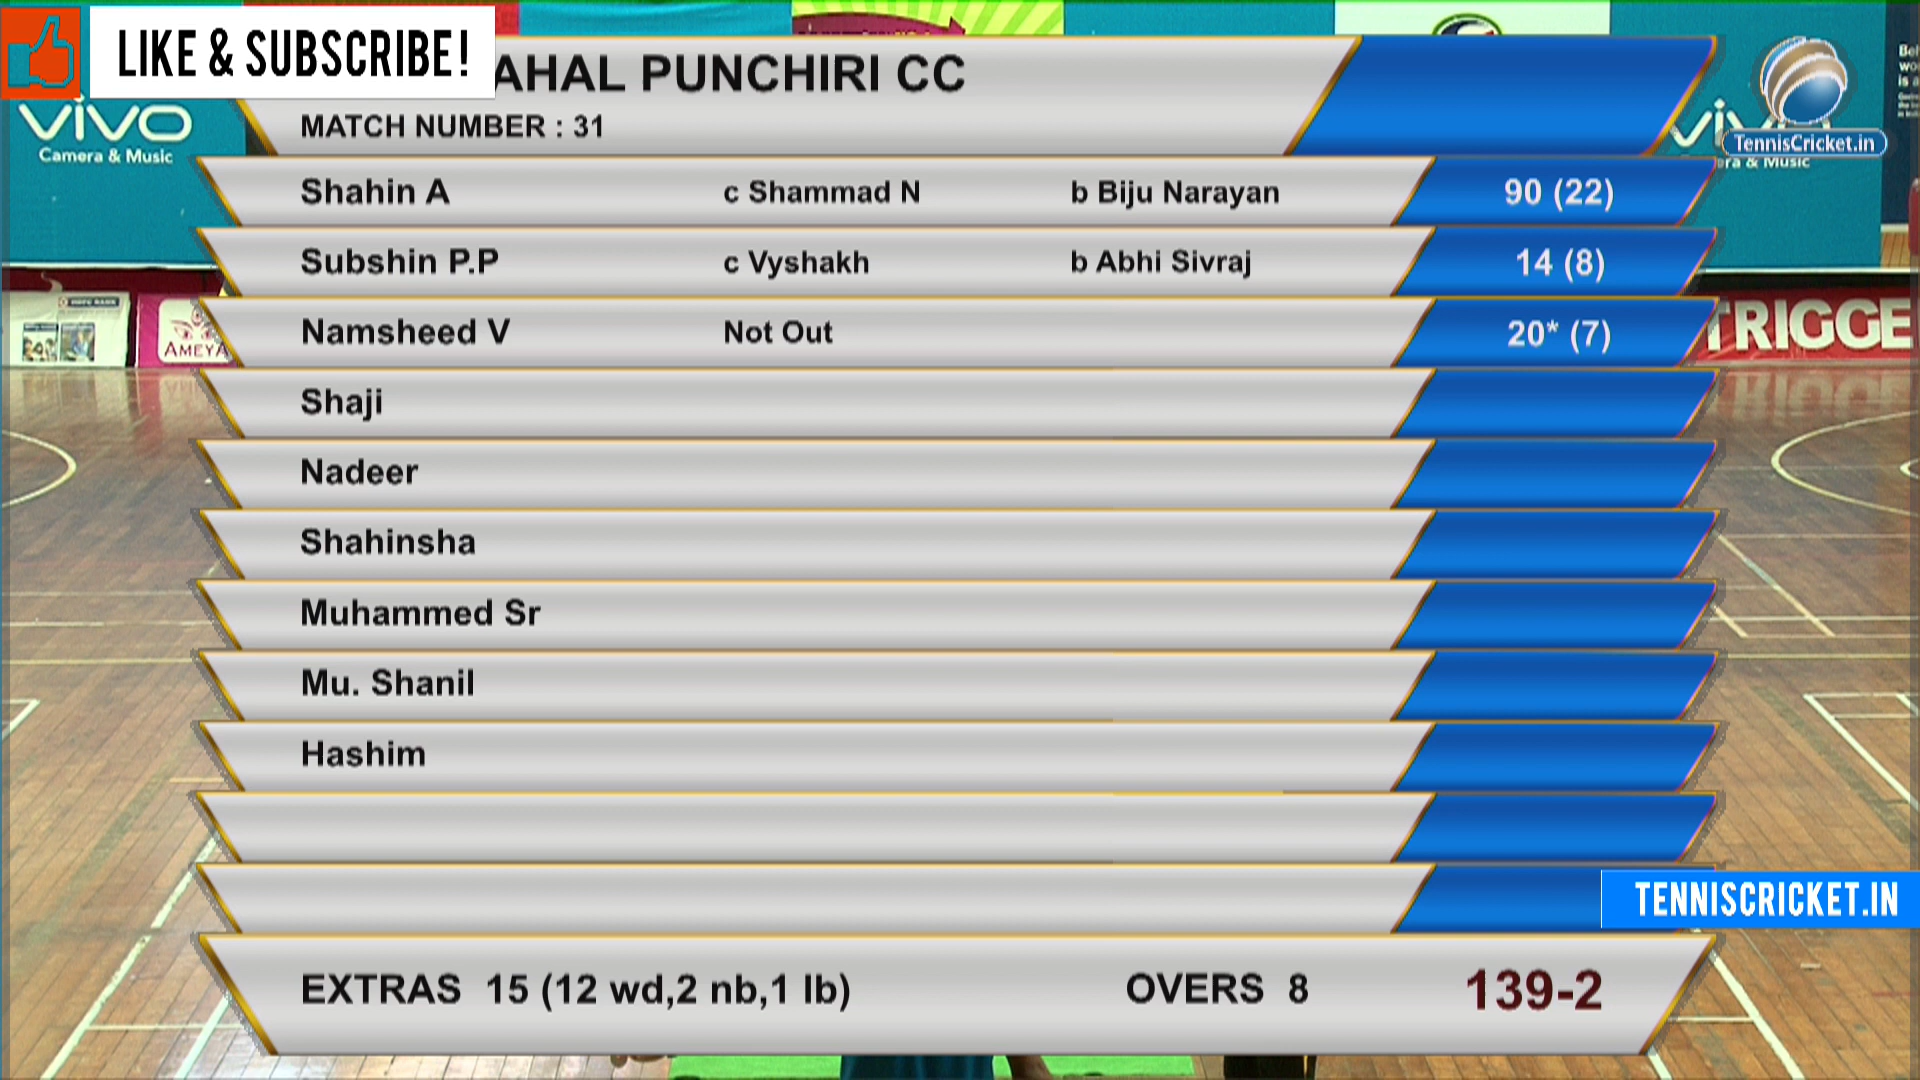 LIKE & SUBSCRIBE!
AHAL PUNCHIRI CC
MATCH NUMBER : 31
vivo
Camera & Music
TennisCricket.in
Shahin A c Shammad N b Biju Narayan 90 (22)
Subshin P.P c Vyshakh b Abhi Sivraj 14 (8)
Namsheed V Not Out 20* (7)
AMEYA
TRIGGE
Shaji
Nadeer
Shahinsha
Muhammed Sr
Mu. Shanil
Hashim
TENNISCRICKET.IN
EXTRAS 15 (12 wd,2 nb,1 lb) OVERS 8 139-2